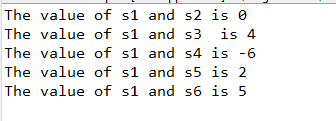 The value of s1 and s2 is 0
The value of s1 and s3  is 4
The value of s1 and s4 is -6
The value of s1 and s5 is 2
The value of s1 and s6 is 5